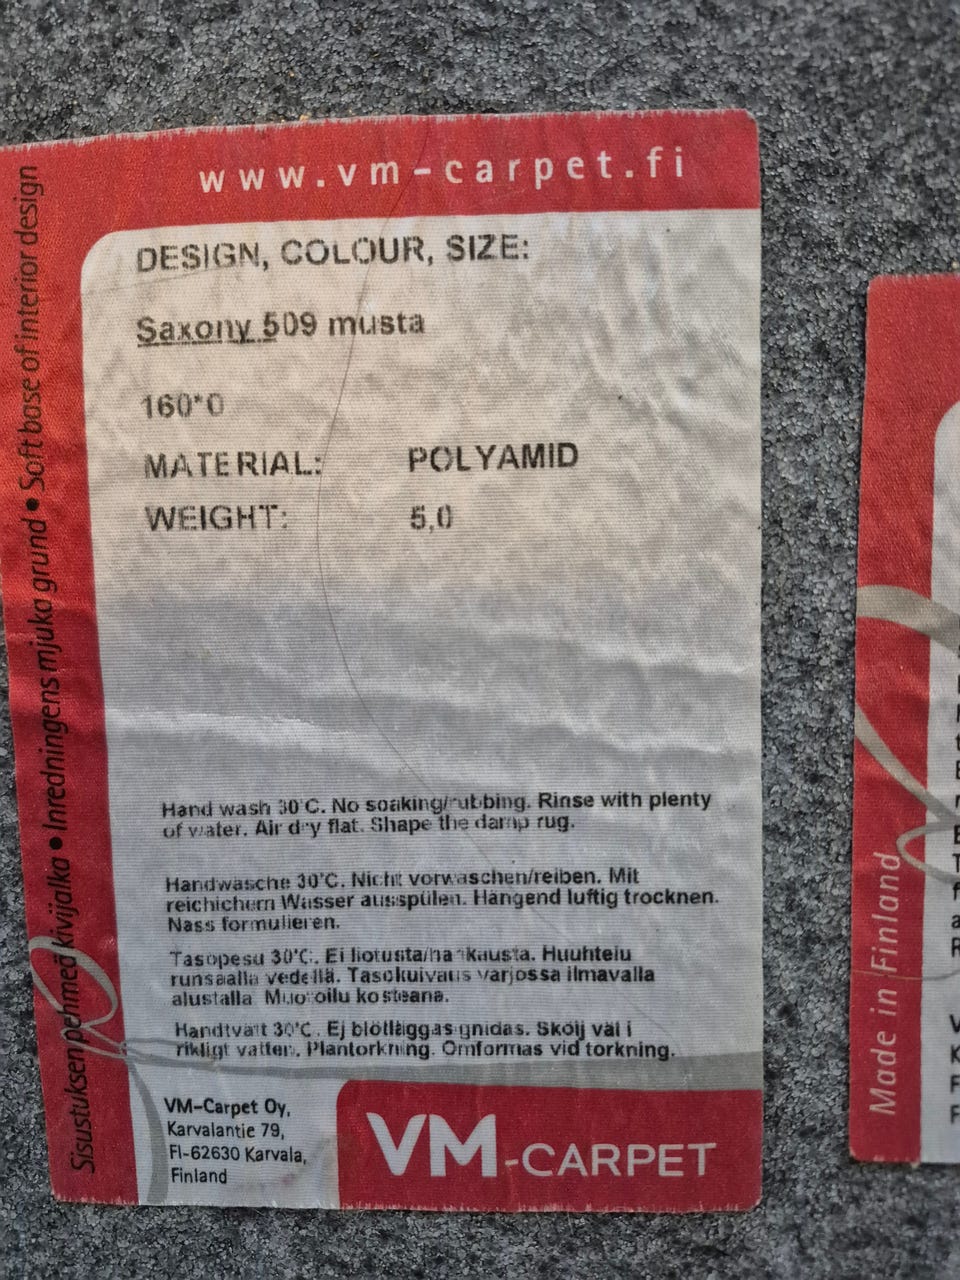 www.vm-carpet.fi
DESIGN, COLOUR, SIZE:
Saxony 509 musta
160*0
MATERIAL: POLYAMID
WEIGHT: 5,0
Hand wash 30°C. No soaking/rubbing. Rinse with plenty
of water. Air dry flat. Shape the damp rug.
Handwäsche 30°C. Nicht vorwaschen/reiben. Mit
reichichem Wasser ausspülen. Hängend luftig trocknen.
Nass formulieren.
Tasopesu 30°C. Ei liotusta/hankausta. Huuhtelu
runsaalla vedellä. Tasokuivaus varjossa ilmavalla
alustalla. Muotoilu kosteana.
Handtvätt 30°C. Ej blötläggas gnidas. Skölj väl i
rikligt vatten. Plantorkning. Omformas vid torkning.
VM-Carpet Oy,
Karvalantie 79,
FI-62630 Karvala,
Finland
VM-CARPET
Sisustuksen pehmeä kivijalka • Inredningens mjuka grund • Soft base of interior design
Made in Finland